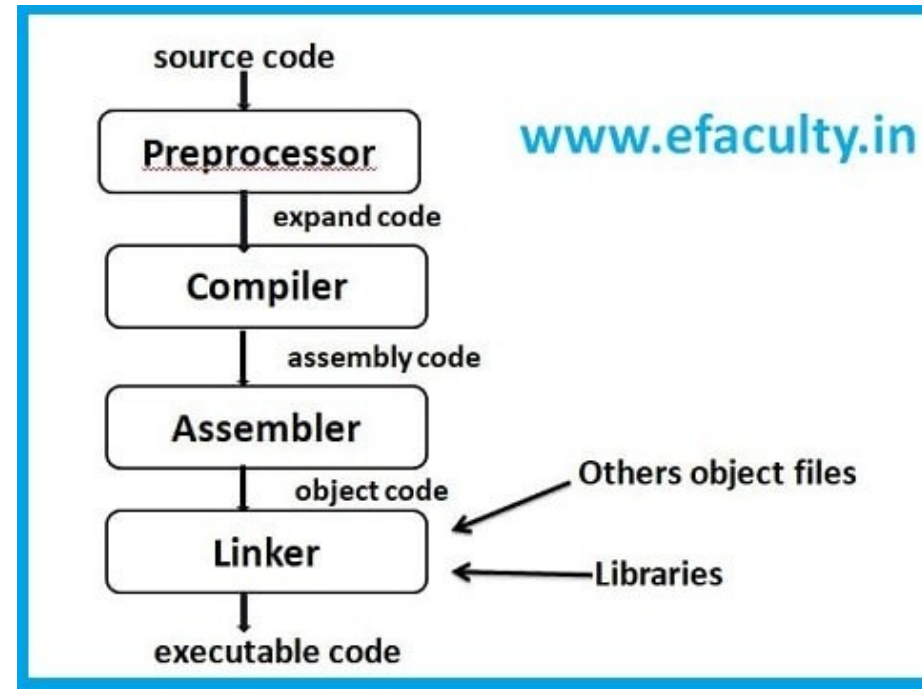 source code
www.efaculty.in
Preprocessor
expand code
Compiler
assembly code
Assembler
Others object files
object code
Linker
Libraries
executable code